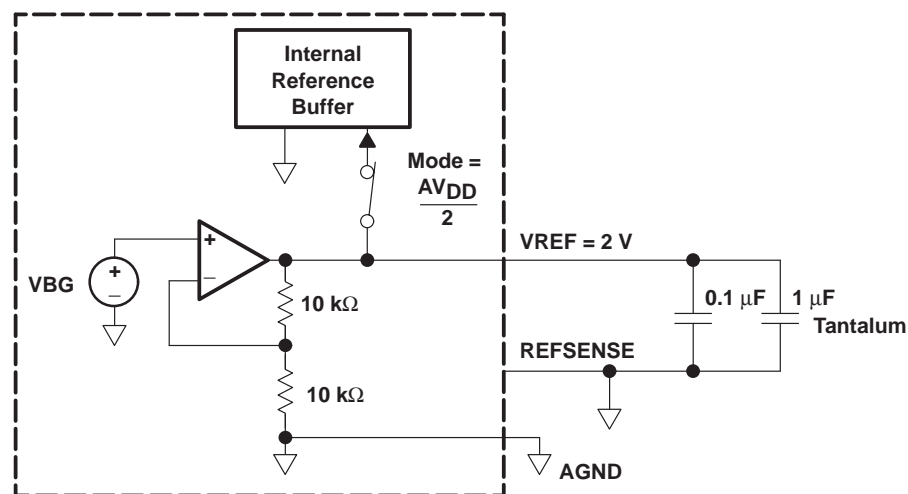 Internal
Reference
Buffer
Mode =
AVDD
2
VREF = 2 V
+
−
VBG
+
−
10 kΩ
0.1 μF
1 μF
Tantalum
REFSENSE
10 kΩ
AGND